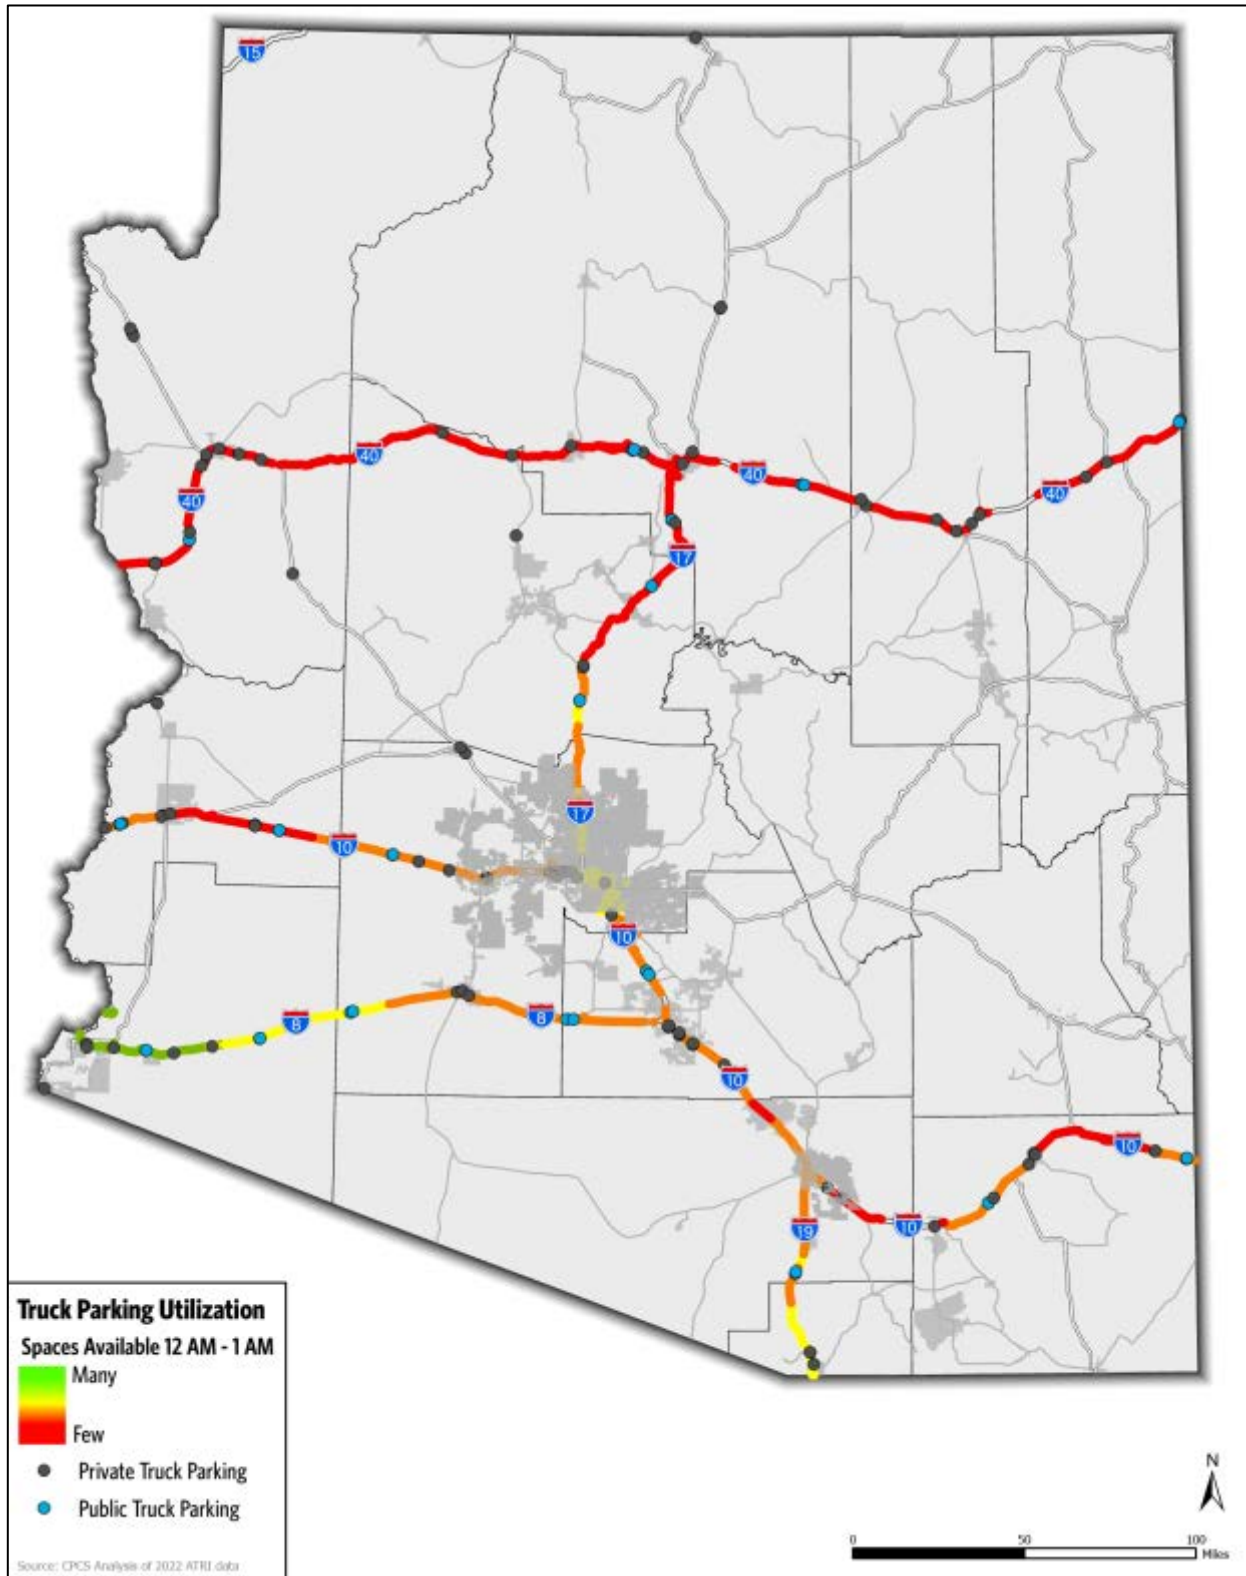 15
40
40
40
40
17
17
10
10
8
8
10
10
19
10
Truck Parking Utilization
Spaces Available 12 AM - 1 AM
Many
Few
Private Truck Parking
Public Truck Parking
Source: CPCS Analysis of 2022 ATRI data
N
0 50 100
Miles